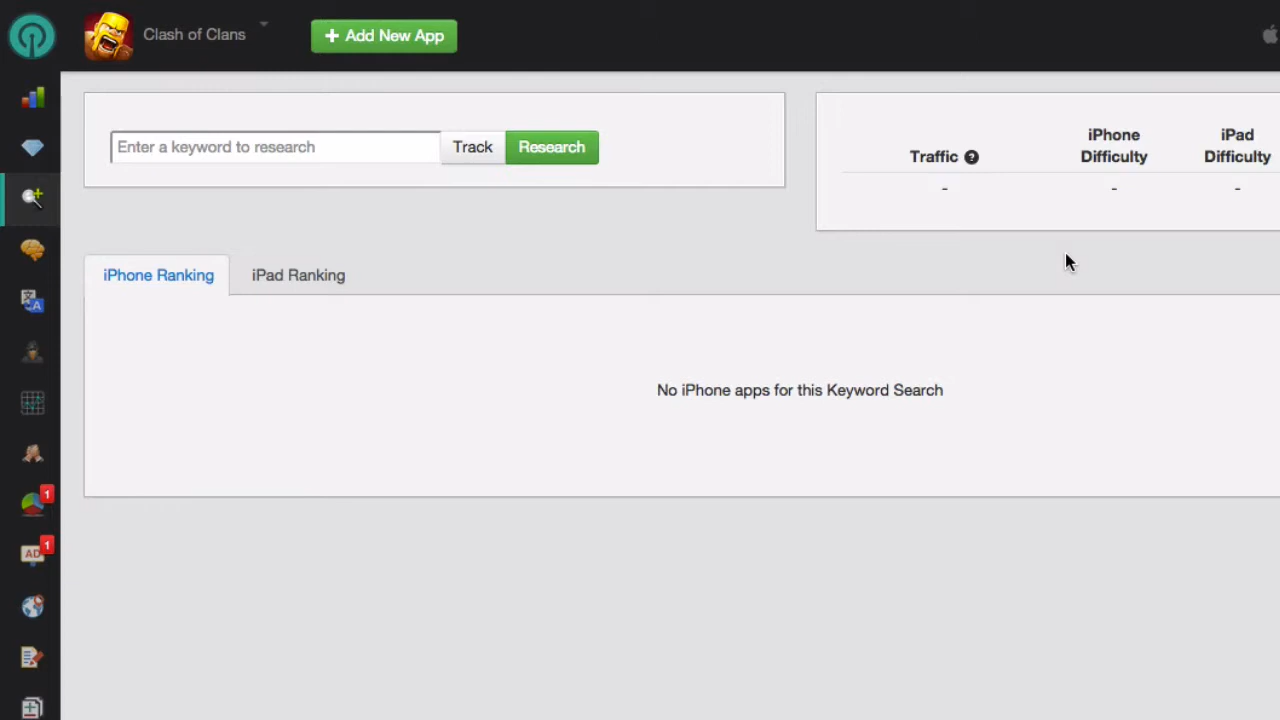 Clash of Clans
+ Add New App
Enter a keyword to research
Track
Research
Traffic ?
iPhone
Difficulty
iPad
Difficulty
-
-
-
iPhone Ranking
iPad Ranking
No iPhone apps for this Keyword Search
A
1
AD
1